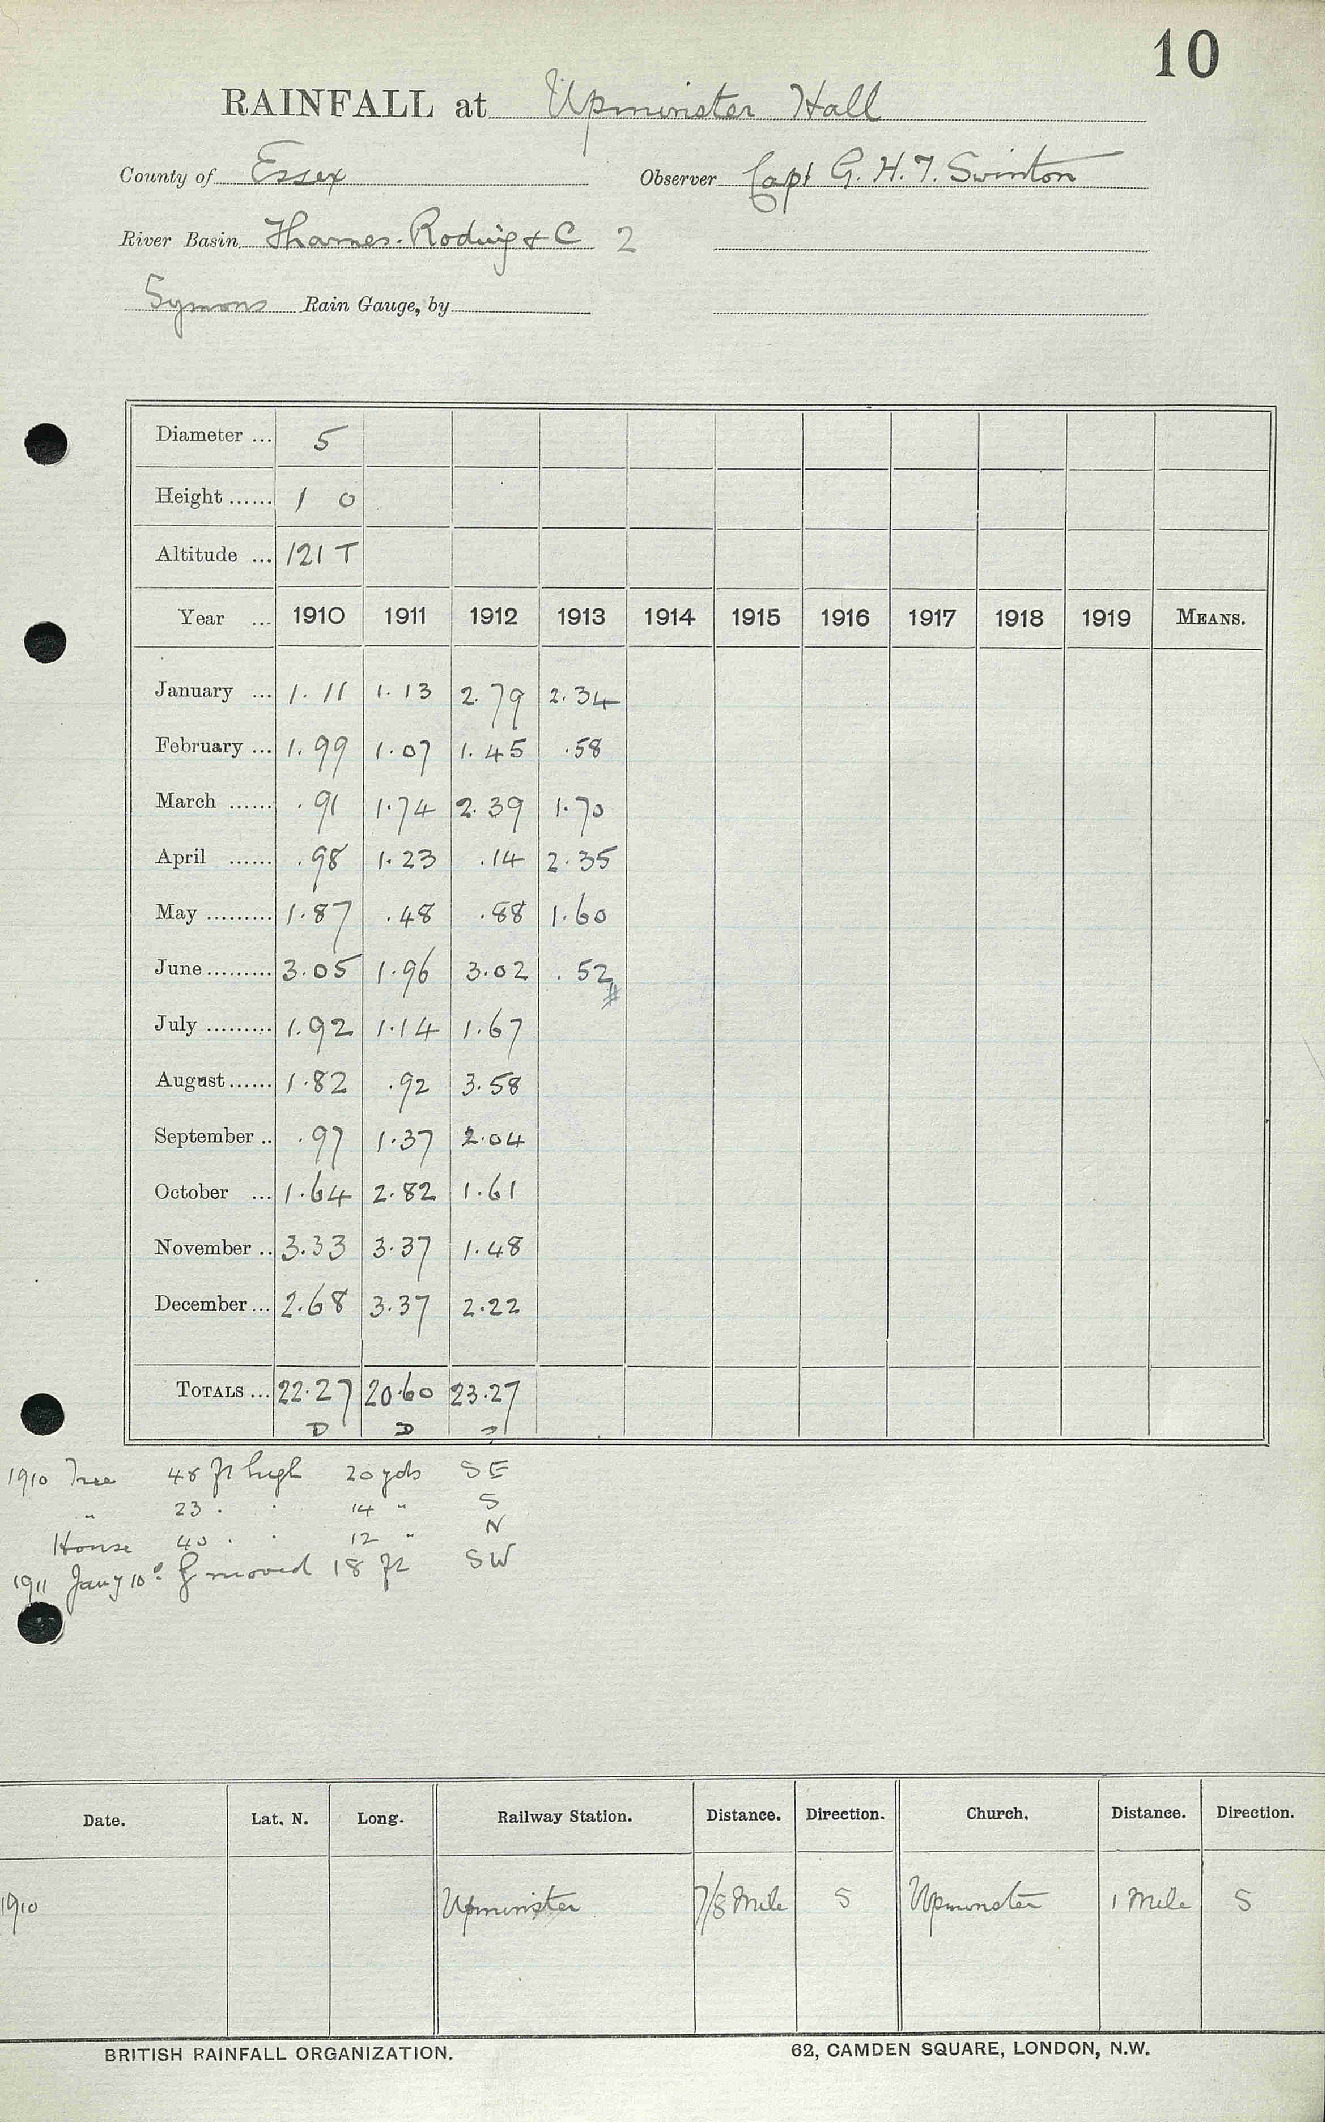 10
RAINFALL at Upminster Hall
County of Essex Observer Capt G. H. T. Swinton
River Basin Thames. Roding & C 2
Symons Rain Gauge, by
Diameter ... 5
Height ...... 1 0
Altitude ... 121 T
Year ... 1910 1911 1912 1913 1914 1915 1916 1917 1918 1919 MEANS.
January ... 1.11 1.13 2.79 2.34
February ... 1.99 1.07 1.45 .58
March ...... .91 1.74 2.39 1.70
April ...... .98 1.23 .14 2.35
May ......... 1.87 .48 .88 1.60
June ......... 3.05 1.96 3.02 .52
July ......... 1.92 1.14 1.67
August ...... 1.82 .92 3.58
September .. .97 1.37 2.04
October ... 1.64 2.82 1.61
November .. 3.33 3.37 1.48
December ... 2.68 3.37 2.22
TOTALS ... 22.27 20.60 23.27
D D
1910 Tree 48 ft high 20 yds SE
" 23 . . 14 " S
House 40 . . 12 " N
1911 Jany 10 moved 18 ft SW
Date. Lat. N. Long. Railway Station. Distance. Direction. Church. Distance. Direction.
1910 Upminster 7/8 Mile S Upminster 1 Mile S
BRITISH RAINFALL ORGANIZATION. 62, CAMDEN SQUARE, LONDON, N.W.